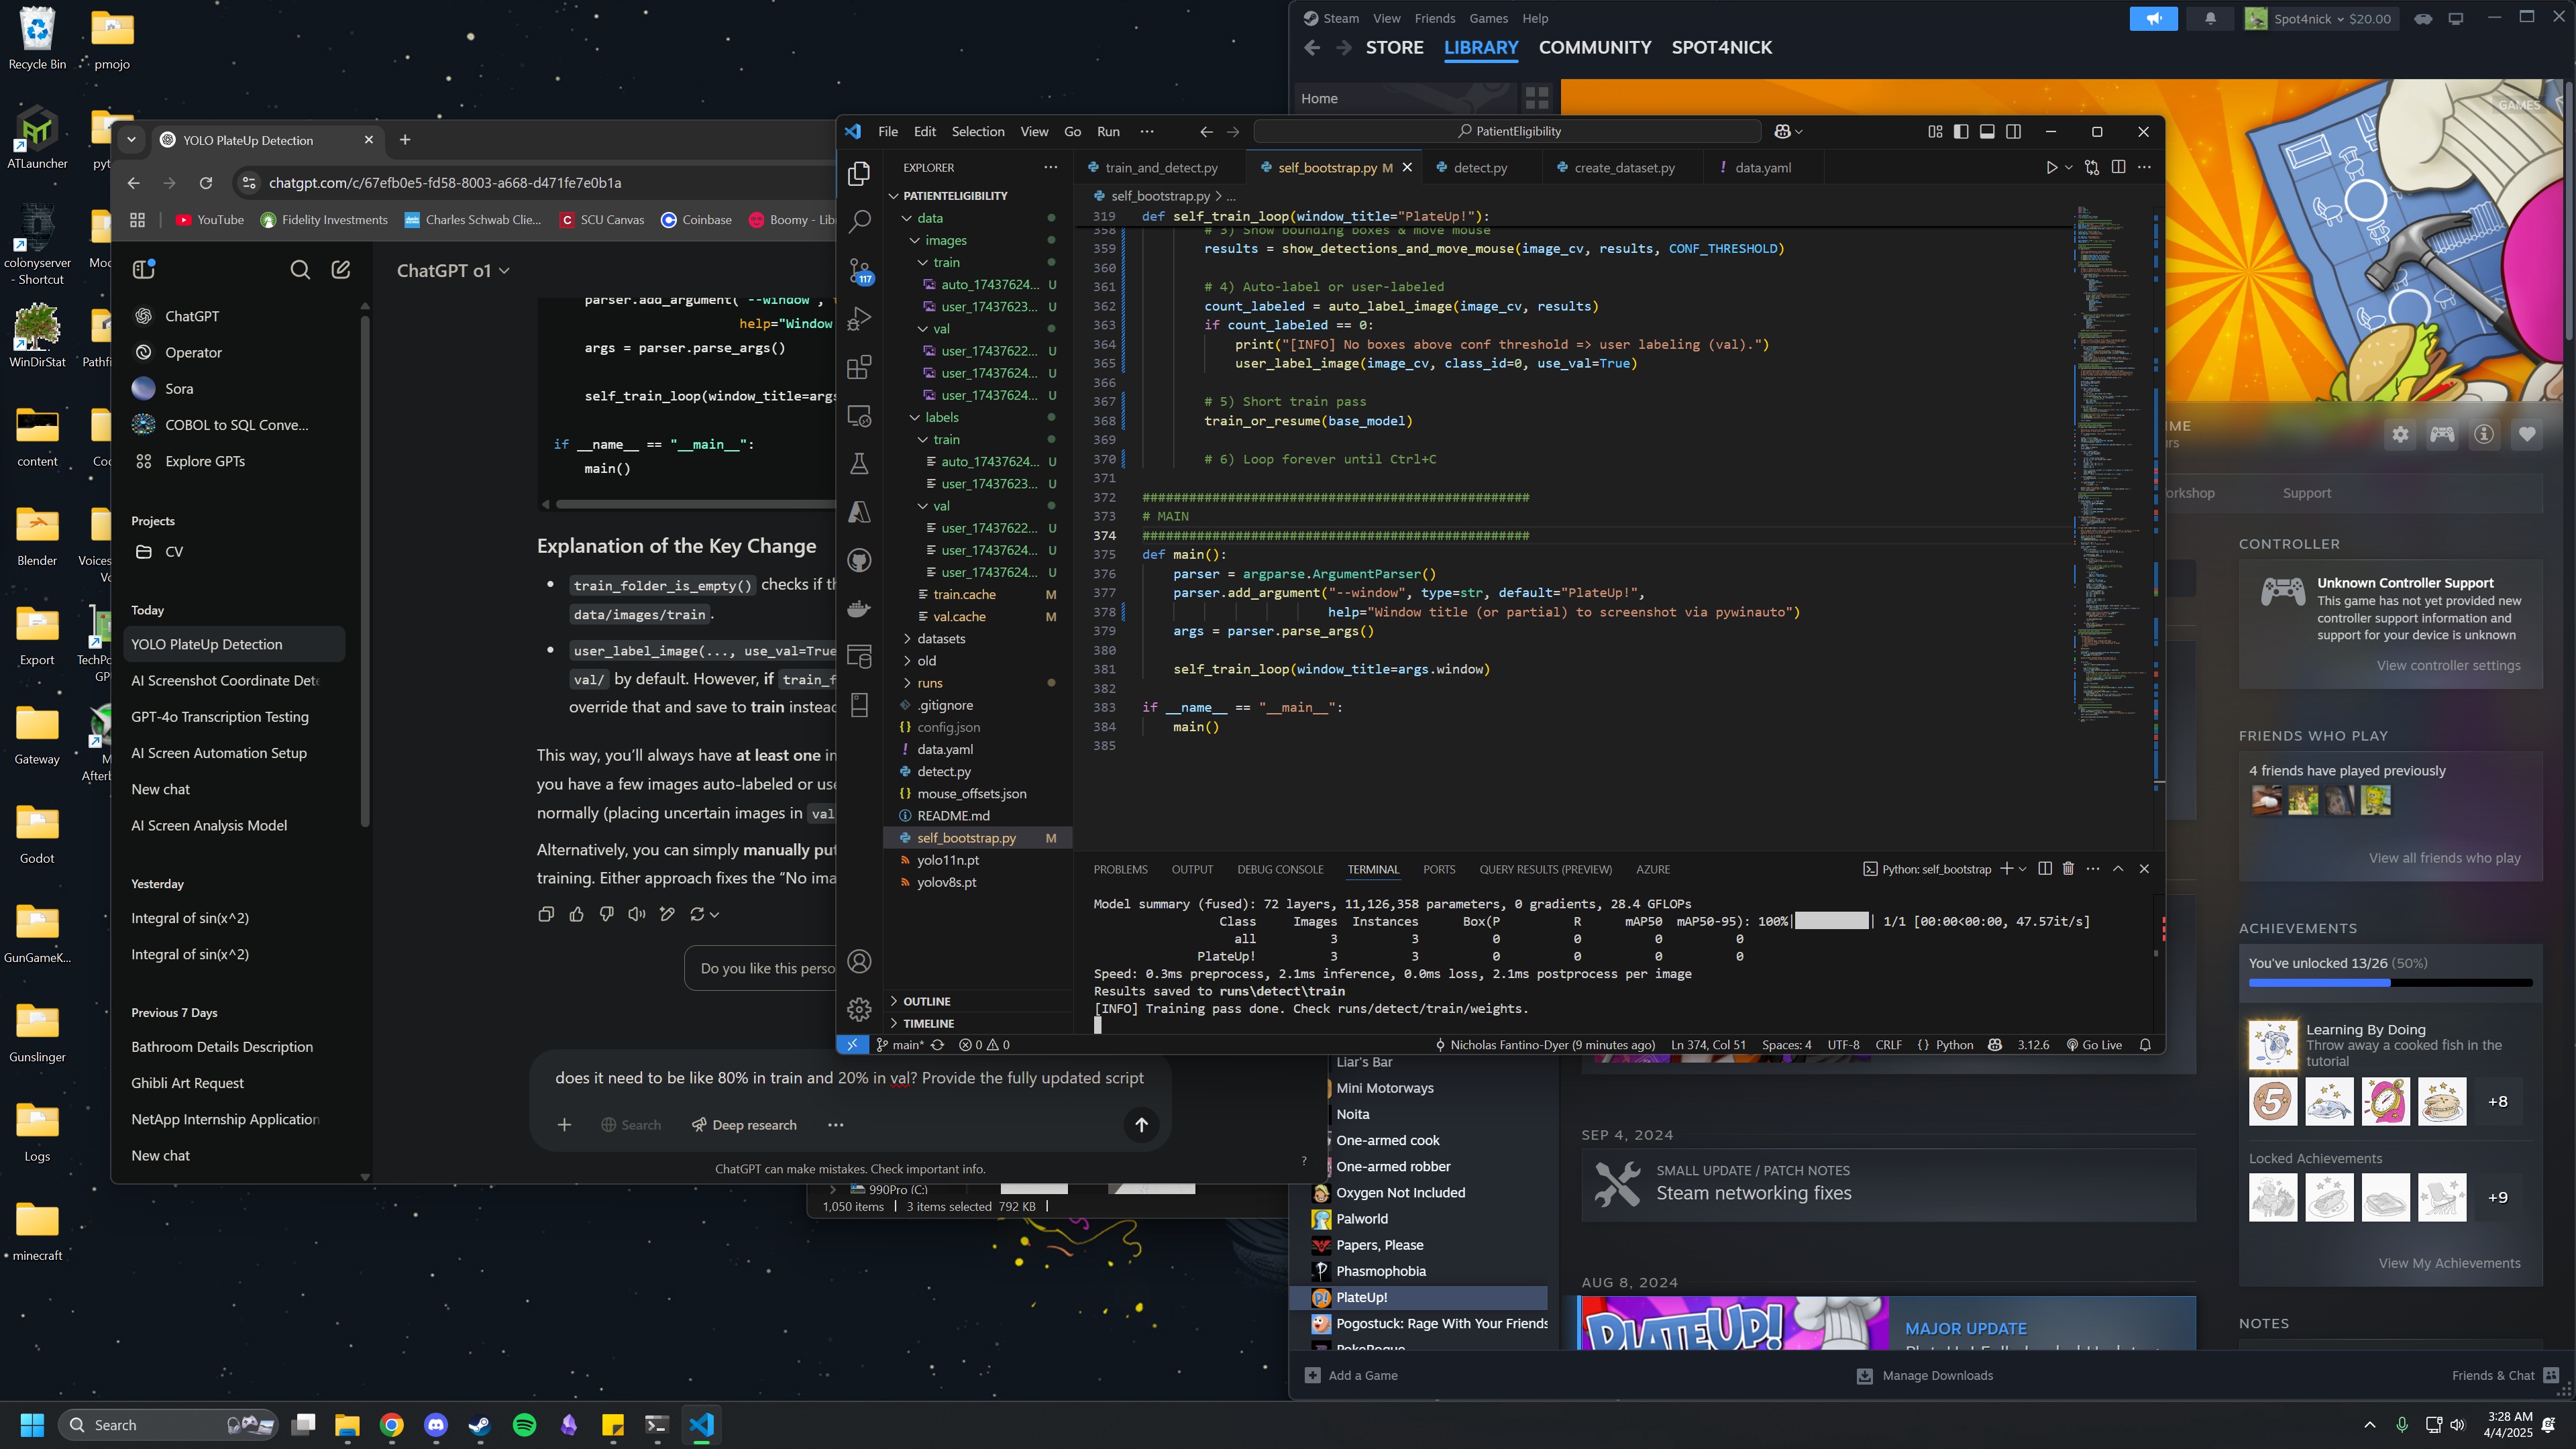 Recycle Bin
pmojo
ATLauncher
colonyserver
- Shortcut
WinDirStat
content
Blender
Export
Gateway
Godot
GunGameK...
Gunslinger
Logs
minecraft
YOLO PlateUp Detection
chatgpt.com/c/67efb0e5-fd58-8003-a668-d471fe7e0b1a
YouTube
Fidelity Investments
Charles Schwab Clie...
SCU Canvas
Coinbase
ChatGPT o1
ChatGPT
Operator
Sora
COBOL to SQL Conve...
Explore GPTs
Projects
CV
Today
YOLO PlateUp Detection
AI Screenshot Coordinate Dete
GPT-4o Transcription Testing
AI Screen Automation Setup
New chat
AI Screen Analysis Model
Yesterday
Integral of sin(x^2)
Integral of sin(x^2)
Previous 7 Days
Bathroom Details Description
Ghibli Art Request
NetApp Internship Application
New chat
parser.add_argument("--window",
help="Window
args = parser.parse_args()
self_train_loop(window_title=args
if __name__ == "__main__":
main()
Explanation of the Key Change
train_folder_is_empty() checks if th
data/images/train.
user_label_image(..., use_val=True
val/ by default. However, if train_f
override that and save to train instead
This way, you'll always have at least one in
you have a few images auto-labeled or use
normally (placing uncertain images in val
Alternatively, you can simply manually put
training. Either approach fixes the "No ima
Do you like this perso
does it need to be like 80% in train and 20% in val? Provide the fully updated script
Search
Deep research
ChatGPT can make mistakes. Check important info.
?
990Pro (C:)
1,050 items
3 items selected 792 KB
File Edit Selection View Go Run
PatientEligibility
EXPLORER
PATIENTELIGIBILITY
data
images
train
auto_17437624... U
user_17437623... U
val
user_17437622... U
user_17437624... U
user_17437624... U
labels
train
auto_17437624... U
user_17437623... U
val
user_17437622... U
user_17437624... U
user_17437624... U
train.cache M
val.cache M
datasets
old
runs
.gitignore
config.json
data.yaml
detect.py
mouse_offsets.json
README.md
self_bootstrap.py M
yolo11n.pt
yolov8s.pt
OUTLINE
TIMELINE
117
train_and_detect.py
self_bootstrap.py M
detect.py
create_dataset.py
data.yaml
self_bootstrap.py > ...
319 def self_train_loop(window_title="PlateUp!"):
358 # 3) Show bounding boxes & move mouse
359 results = show_detections_and_move_mouse(image_cv, results, CONF_THRESHOLD)
360
361 # 4) Auto-label or user-labeled
362 count_labeled = auto_label_image(image_cv, results)
363 if count_labeled == 0:
364 print("[INFO] No boxes above conf threshold => user labeling (val).")
365 user_label_image(image_cv, class_id=0, use_val=True)
366
367 # 5) Short train pass
368 train_or_resume(base_model)
369
370 # 6) Loop forever until Ctrl+C
371
372 ##################################################
373 # MAIN
374 ##################################################
375 def main():
376 parser = argparse.ArgumentParser()
377 parser.add_argument("--window", type=str, default="PlateUp!",
378 help="Window title (or partial) to screenshot via pywinauto")
379 args = parser.parse_args()
380
381 self_train_loop(window_title=args.window)
382
383 if __name__ == "__main__":
384 main()
385
PROBLEMS OUTPUT DEBUG CONSOLE TERMINAL PORTS QUERY RESULTS (PREVIEW) AZURE
Python: self_bootstrap
Model summary (fused): 72 layers, 11,126,358 parameters, 0 gradients, 28.4 GFLOPs
Class Images Instances Box(P R mAP50 mAP50-95): 100%| | 1/1 [00:00<00:00, 47.57it/s]
all 3 3 0 0 0 0
PlateUp! 3 3 0 0 0 0
Speed: 0.3ms preprocess, 2.1ms inference, 0.0ms loss, 2.1ms postprocess per image
Results saved to runs\detect\train
[INFO] Training pass done. Check runs/detect/train/weights.
main*
0 0
Nicholas Fantino-Dyer (9 minutes ago)
Ln 374, Col 51
Spaces: 4
UTF-8
CRLF
{} Python
3.12.6
Go Live
Steam View Friends Games Help
Spot4nick
$20.00
STORE LIBRARY COMMUNITY SPOT4NICK
Home
GAMES
Support
CONTROLLER
Unknown Controller Support
This game has not yet provided new
controller support information and
support for your device is unknown
View controller settings
FRIENDS WHO PLAY
4 friends have played previously
View all friends who play
ACHIEVEMENTS
You've unlocked 13/26 (50%)
Learning By Doing
Throw away a cooked fish in the
tutorial
+8
Locked Achievements
+9
View My Achievements
NOTES
Liar's Bar
Mini Motorways
Noita
One-armed cook
One-armed robber
Oxygen Not Included
Palworld
Papers, Please
Phasmophobia
PlateUp!
Pogostuck: Rage With Your Friends
SEP 4, 2024
SMALL UPDATE / PATCH NOTES
Steam networking fixes
AUG 8, 2024
PLATEUP!
MAJOR UPDATE
Add a Game
Manage Downloads
Friends & Chat
Search
3:28 AM
4/4/2025